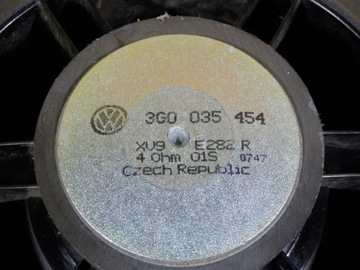 3G0 035 454
XU9 E282 R
4 Ohm 01S 0747
Czech Republic